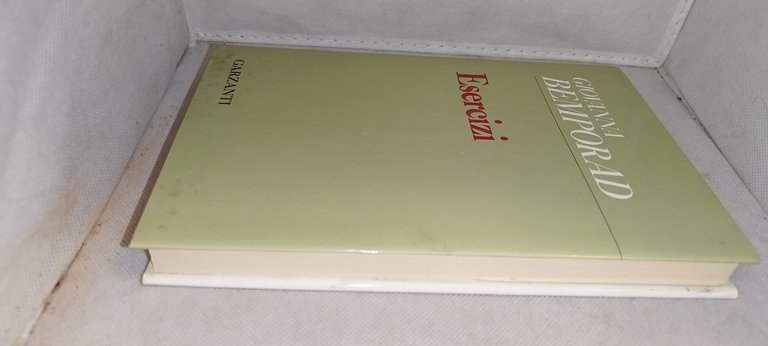 GIOVANNA
BEMPORAD
Esercizi
GARZANTI